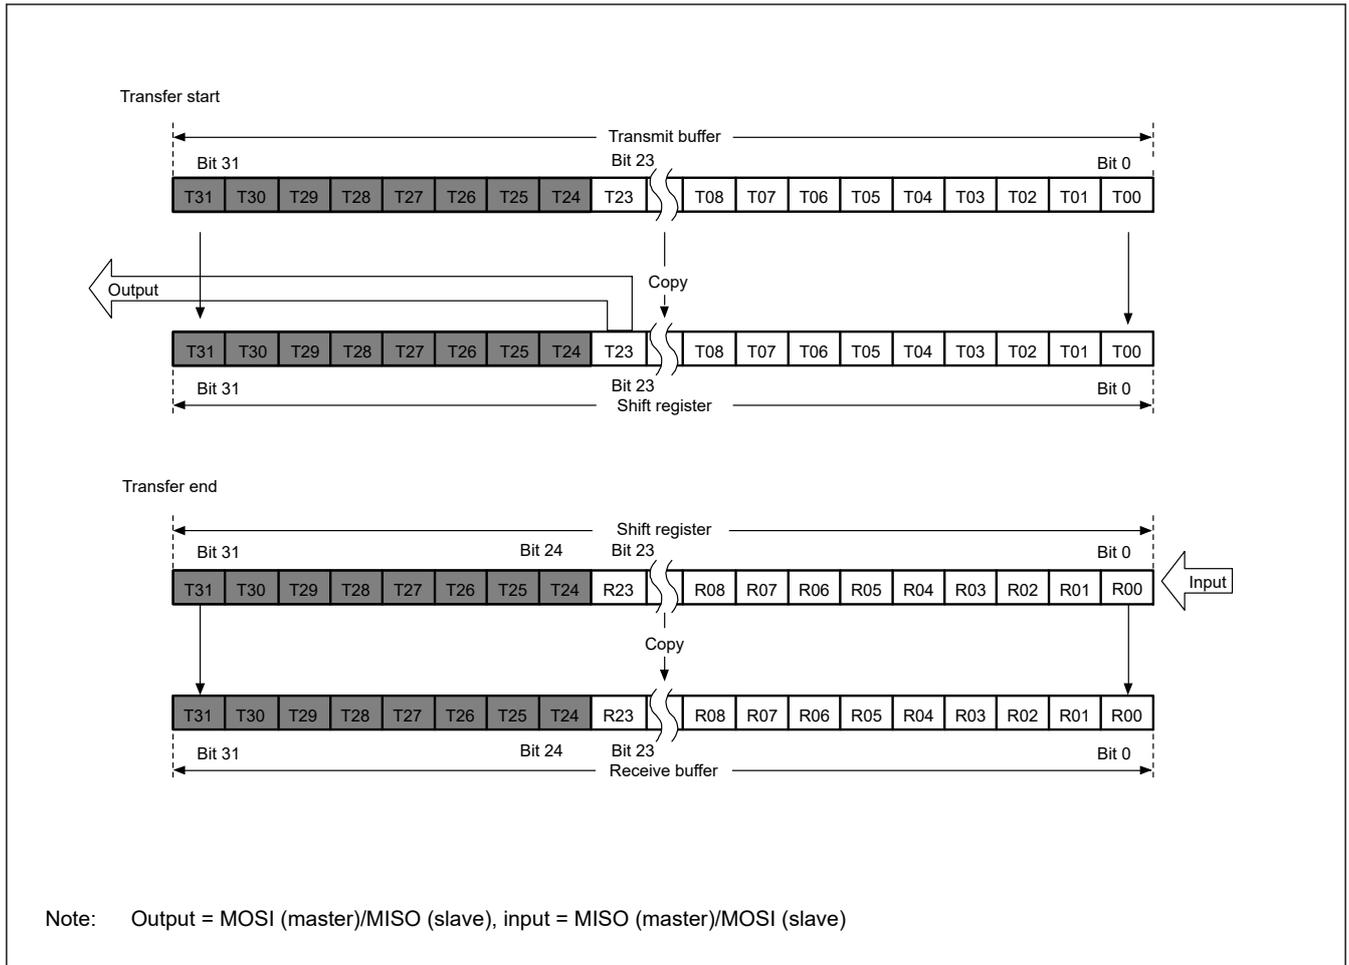 Transfer start
Transmit buffer
Bit 31 Bit 23 Bit 0
T31 T30 T29 T28 T27 T26 T25 T24 T23 T08 T07 T06 T05 T04 T03 T02 T01 T00
Output Copy
T31 T30 T29 T28 T27 T26 T25 T24 T23 T08 T07 T06 T05 T04 T03 T02 T01 T00
Bit 31 Bit 23 Bit 0
Shift register
Transfer end
Shift register
Bit 31 Bit 24 Bit 23 Bit 0
T31 T30 T29 T28 T27 T26 T25 T24 R23 R08 R07 R06 R05 R04 R03 R02 R01 R00 Input
Copy
T31 T30 T29 T28 T27 T26 T25 T24 R23 R08 R07 R06 R05 R04 R03 R02 R01 R00
Bit 31 Bit 24 Bit 23 Bit 0
Receive buffer
Note: Output = MOSI (master)/MISO (slave), input = MISO (master)/MOSI (slave)